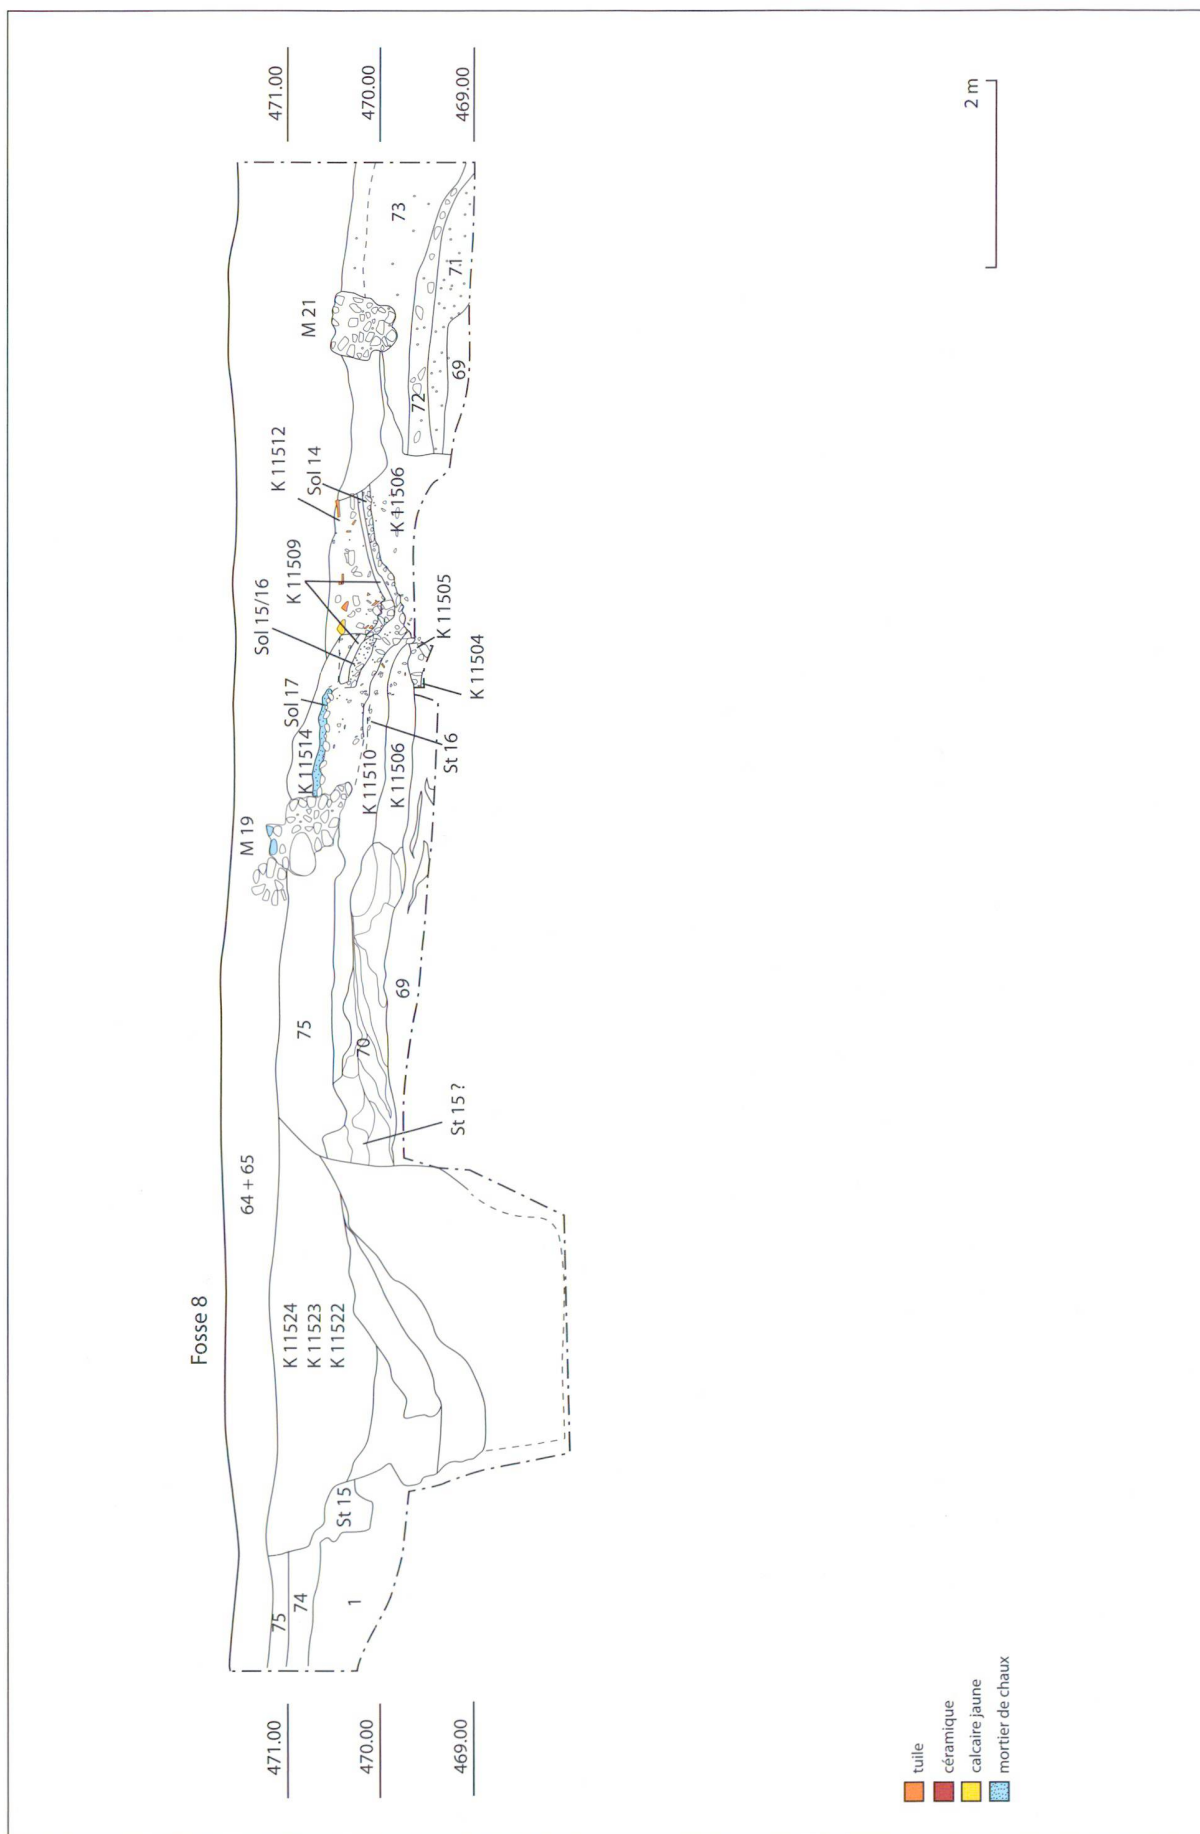 Fosse 8
64 + 65
471.00
470.00
469.00
75
74
1
St 15
K 11524
K 11523
K 11522
St 15 ?
75
70
69
M 19
K 11514
Sol 17
K 11510
K 11506
St 16
Sol 15/16
K 11509
K 11504
K 11505
K 11512
Sol 14
K 11506
M 21
72
69
71
73
471.00
470.00
469.00
tuile
céramique
calcaire jaune
mortier de chaux
2 m